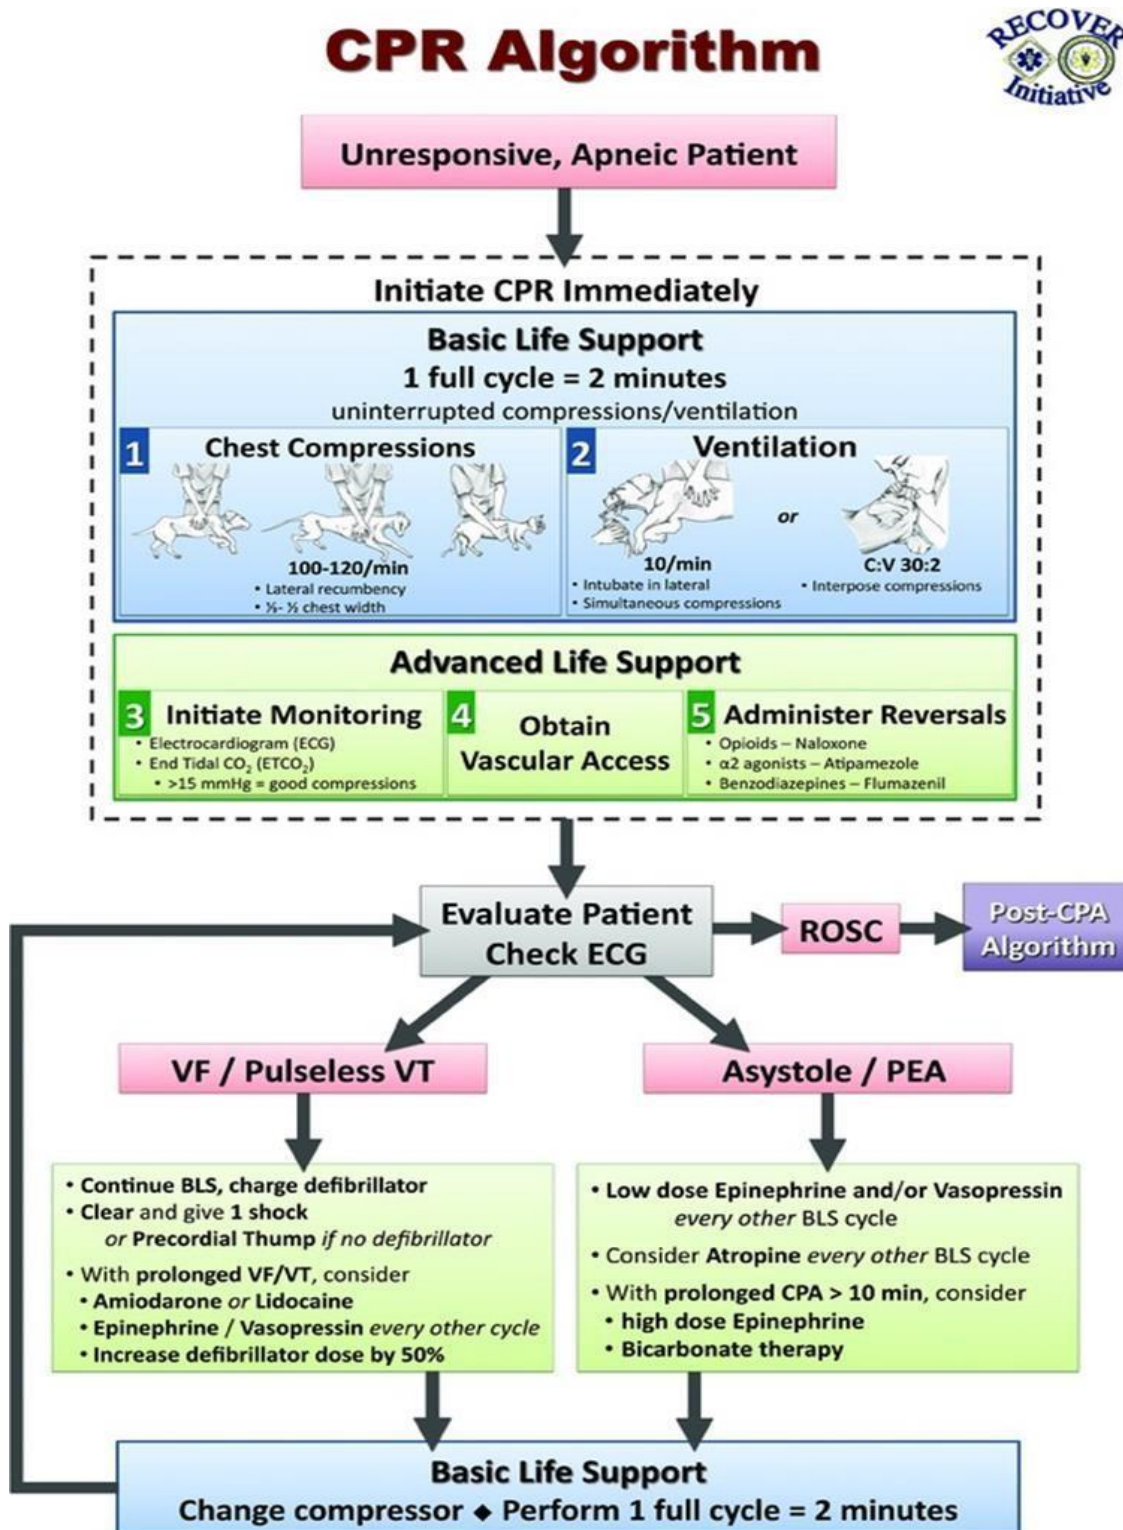 CPR Algorithm
RECOVER
Initiative
Unresponsive, Apneic Patient
Initiate CPR Immediately
Basic Life Support
1 full cycle = 2 minutes
uninterrupted compressions/ventilation
1 Chest Compressions
100-120/min
• Lateral recumbency
• ⅓- ½ chest width
2 Ventilation
or
10/min
• Intubate in lateral
• Simultaneous compressions
C:V 30:2
• Interpose compressions
Advanced Life Support
3 Initiate Monitoring
• Electrocardiogram (ECG)
• End Tidal CO₂ (ETCO₂)
• >15 mmHg = good compressions
4 Obtain
Vascular Access
5 Administer Reversals
• Opioids – Naloxone
• α2 agonists – Atipamezole
• Benzodiazepines – Flumazenil
Evaluate Patient
Check ECG
ROSC
Post-CPA
Algorithm
VF / Pulseless VT
• Continue BLS, charge defibrillator
• Clear and give 1 shock
or Precordial Thump if no defibrillator
• With prolonged VF/VT, consider
• Amiodarone or Lidocaine
• Epinephrine / Vasopressin every other cycle
• Increase defibrillator dose by 50%
Asystole / PEA
• Low dose Epinephrine and/or Vasopressin
every other BLS cycle
• Consider Atropine every other BLS cycle
• With prolonged CPA > 10 min, consider
• high dose Epinephrine
• Bicarbonate therapy
Basic Life Support
Change compressor ◆ Perform 1 full cycle = 2 minutes